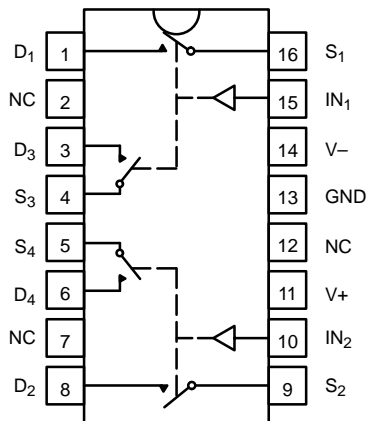 D1 1 16 S1
NC 2 15 IN1
D3 3 14 V–
S3 4 13 GND
S4 5 12 NC
D4 6 11 V+
NC 7 10 IN2
D2 8 9 S2